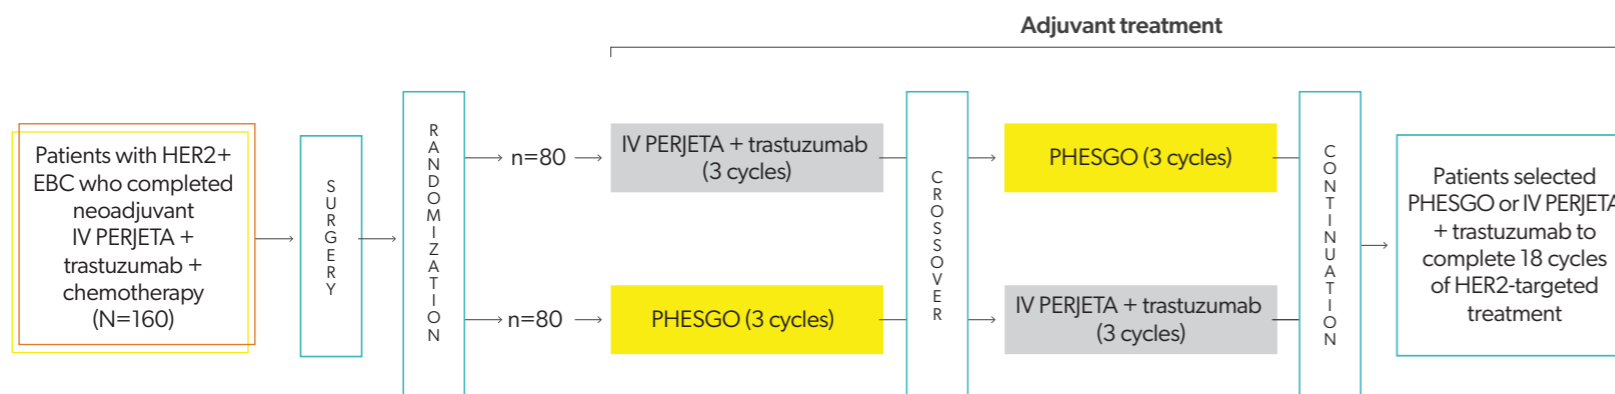 Adjuvant treatment
Patients with HER2+
EBC who completed
neoadjuvant
IV PERJETA +
trastuzumab +
chemotherapy
(N=160)
SURGERY
RANDOMIZATION
n=80
IV PERJETA + trastuzumab
(3 cycles)
n=80
PHESGO (3 cycles)
CROSSOVER
PHESGO (3 cycles)
IV PERJETA + trastuzumab
(3 cycles)
CONTINUATION
Patients selected
PHESGO or IV PERJETA
+ trastuzumab to
complete 18 cycles
of HER2-targeted
treatment